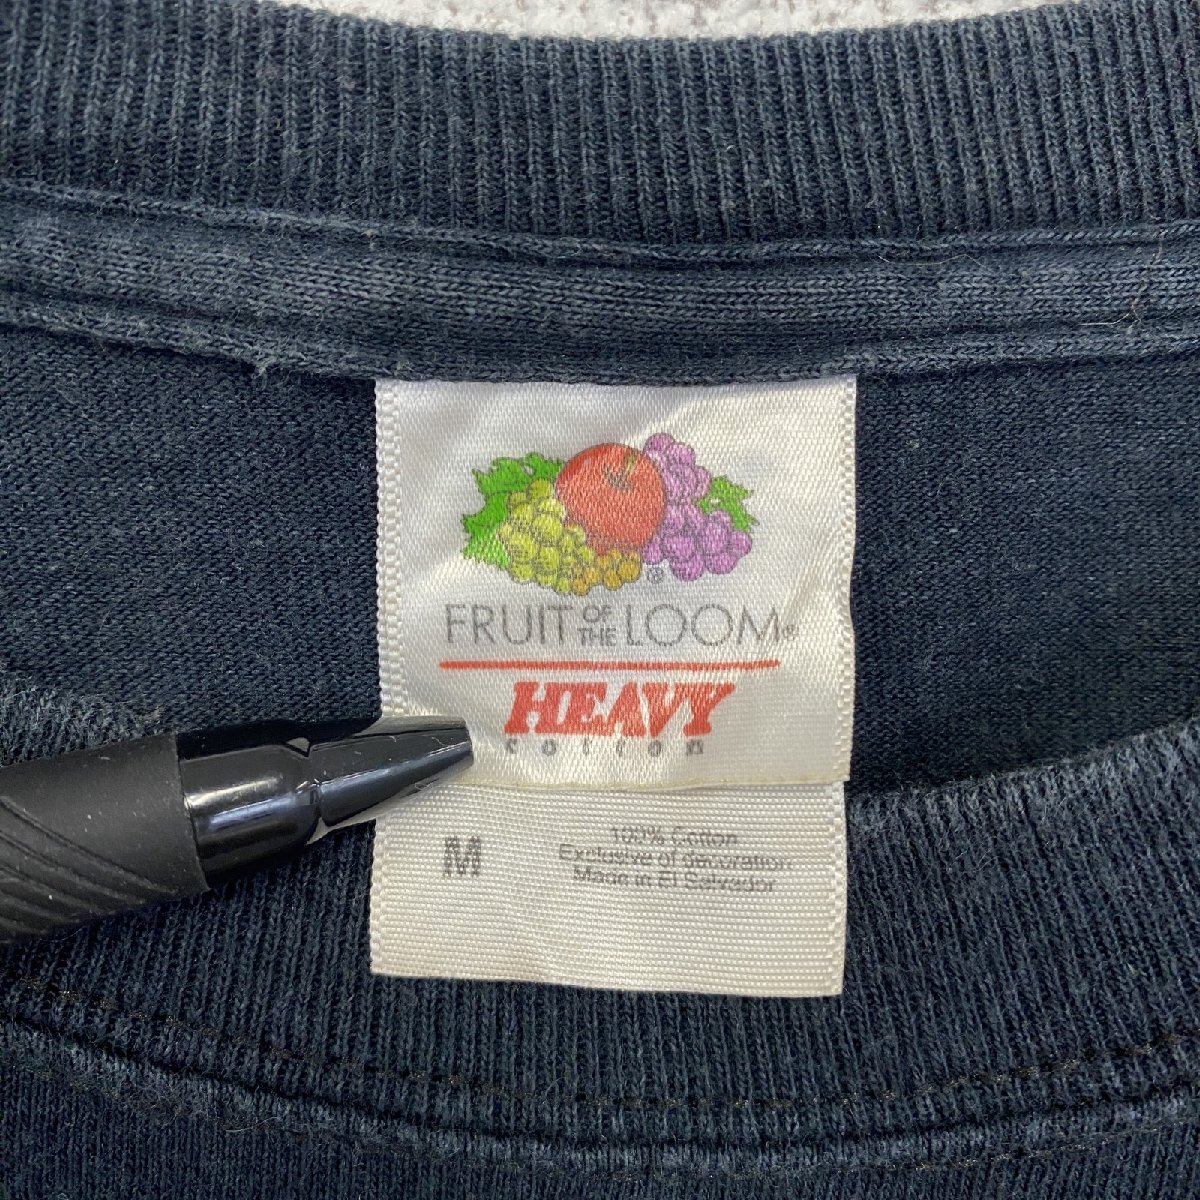 ®
FRUIT OF THE LOOM®
HEAVY
cotton
M
100% Cotton
Exclusive of decoration
Made in El Salvador